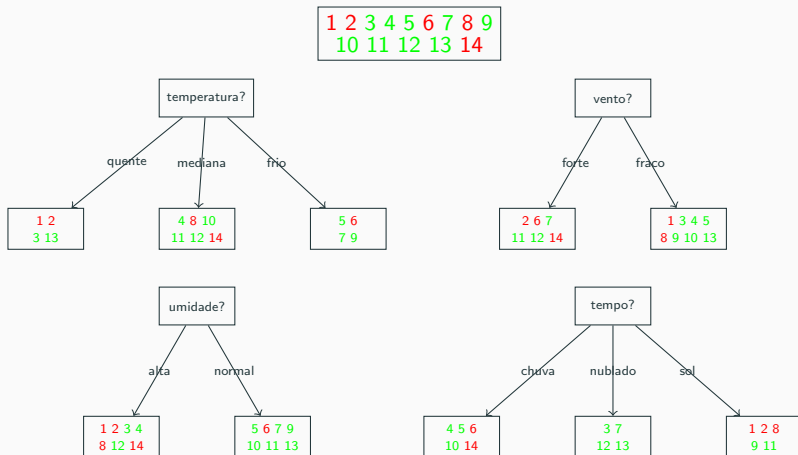 1 2 3 4 5 6 7 8 9
10 11 12 13 14
temperatura?
quente
mediana
frio
1 2
3 13
4 8 10
11 12 14
5 6
7 9
vento?
forte
fraco
2 6 7
11 12 14
1 3 4 5
8 9 10 13
umidade?
alta
normal
1 2 3 4
8 12 14
5 6 7 9
10 11 13
tempo?
chuva
nublado
sol
4 5 6
10 14
3 7
12 13
1 2 8
9 11